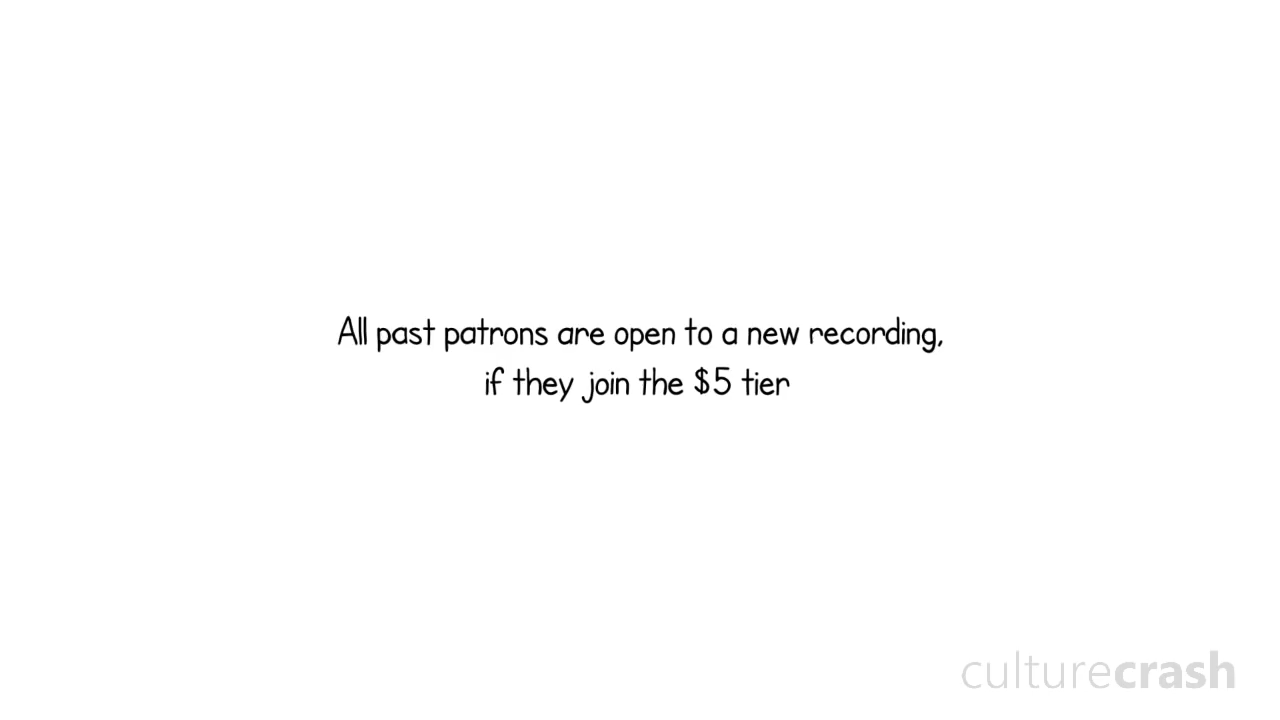 All past patrons are open to a new recording,
if they join the $5 tier
culturecrash